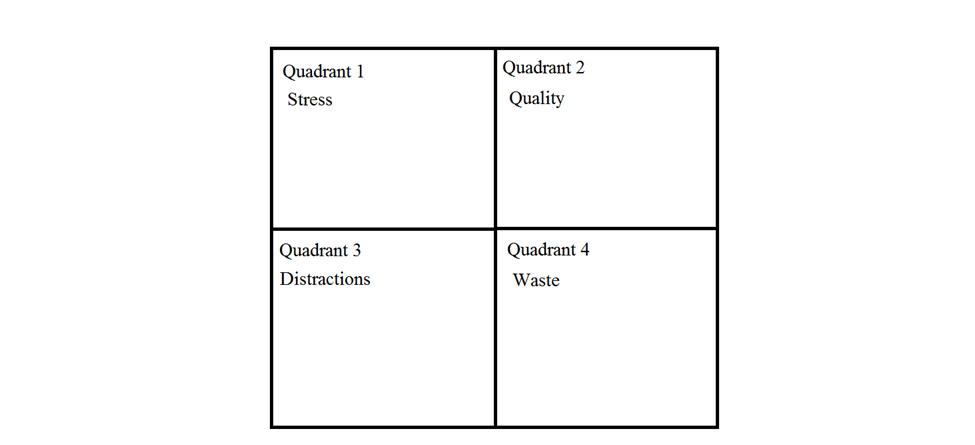 Quadrant 1
Stress
Quadrant 2
Quality
Quadrant 3
Distractions
Quadrant 4
Waste